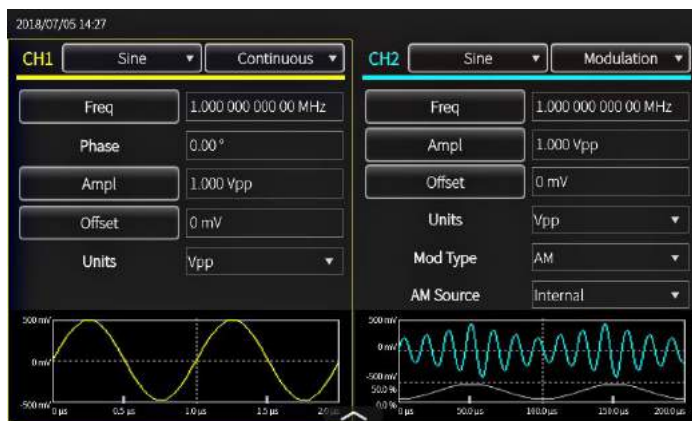 2018/07/05 14:27
CH1 Sine Continuous
Freq 1.000 000 000 00 MHz
Phase 0.00 °
Ampl 1.000 Vpp
Offset 0 mV
Units Vpp
500 mV
0 mV
-500 mV
0 µs 0.5 µs 1.0 µs 1.5 µs 2.0 µs
CH2 Sine Modulation
Freq 1.000 000 000 00 MHz
Ampl 1.000 Vpp
Offset 0 mV
Units Vpp
Mod Type AM
AM Source Internal
500 mV
0 mV
-500 mV
50.0 %
0.0 %
0 µs 50.0 µs 100.0 µs 150.0 µs 200.0 µs